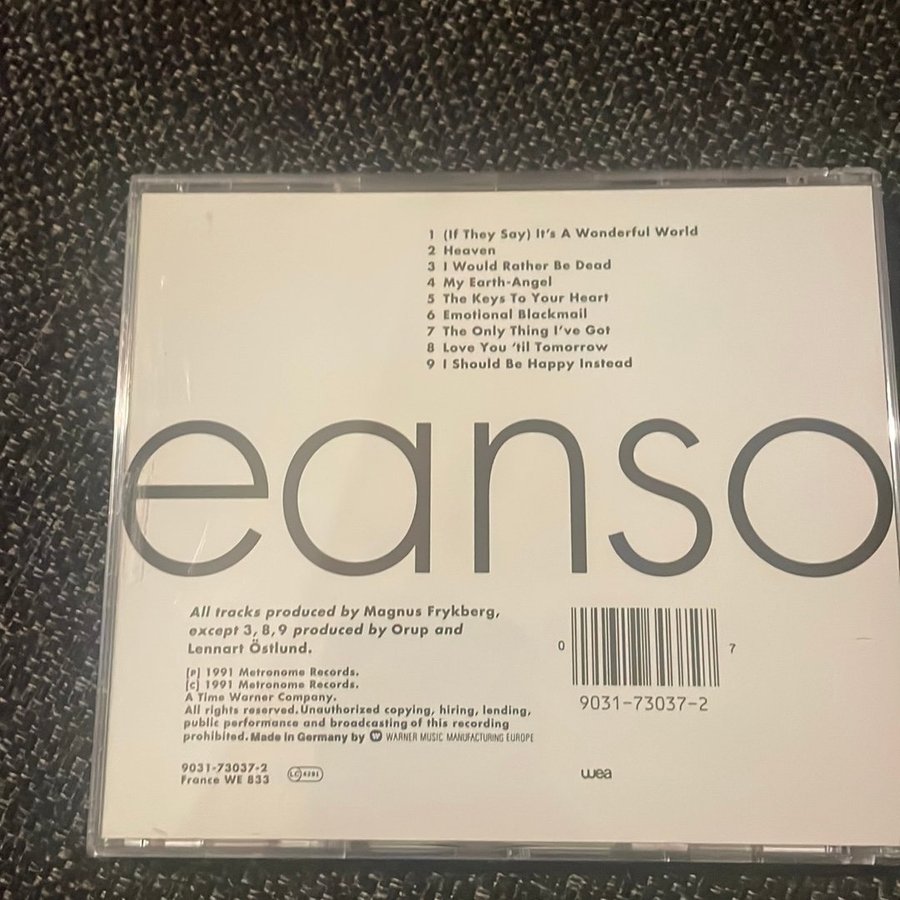 1 (If They Say) It's A Wonderful World
2 Heaven
3 I Would Rather Be Dead
4 My Earth-Angel
5 The Keys To Your Heart
6 Emotional Blackmail
7 The Only Thing I've Got
8 Love You 'til Tomorrow
9 I Should Be Happy Instead
eanso
All tracks produced by Magnus Frykberg,
except 3, 8, 9 produced by Orup and
Lennart Östlund.
[p] 1991 Metronome Records.
[c] 1991 Metronome Records.
A Time Warner Company.
All rights reserved. Unauthorized copying, hiring, lending,
public performance and broadcasting of this recording
prohibited. Made in Germany by W WARNER MUSIC MANUFACTURING EUROPE
0 7
9031-73037-2
9031-73037-2
France WE 833
LC 4281
wea